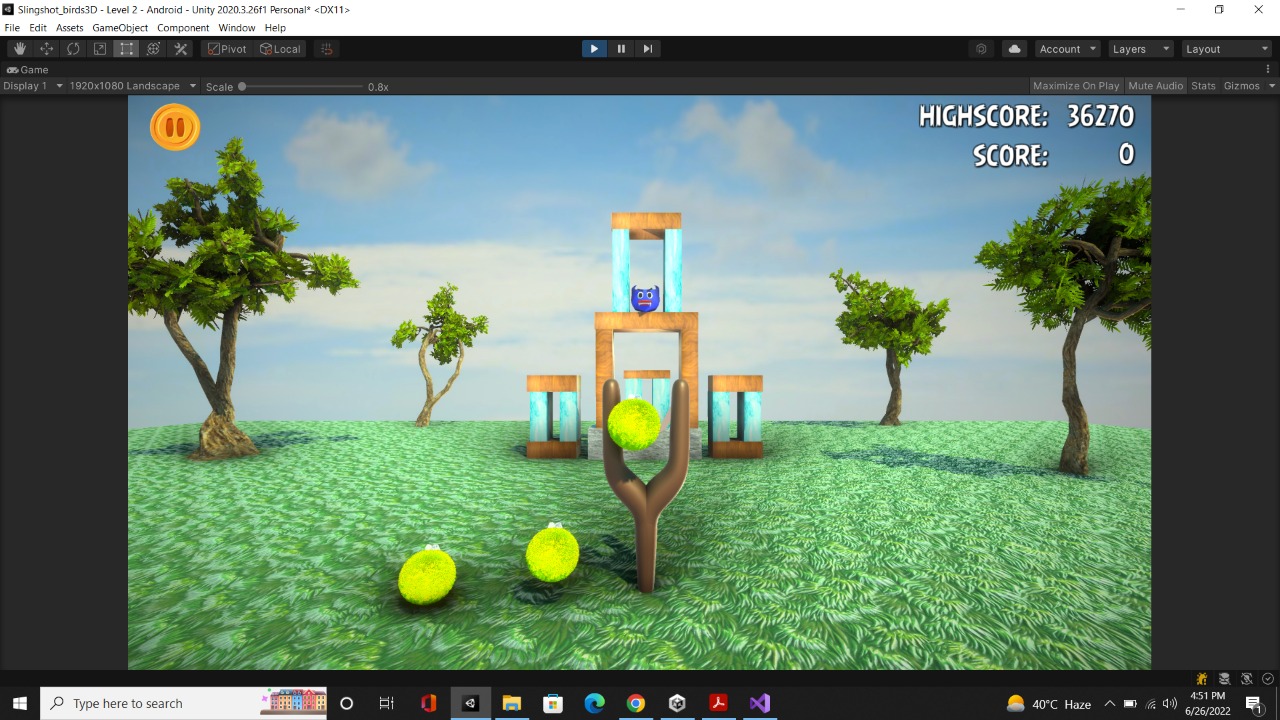 Slingshot_birds3D - Level 2 - Android - Unity 2020.3.26f1 Personal* <DX11>
File Edit Assets GameObject Component Window Help
Pivot Local Account Layers Layout
Game
Display 1 1920x1080 Landscape Scale 0.8x Maximize On Play Mute Audio Stats Gizmos
HIGHSCORE: 36270
SCORE: 0
Type here to search
40°C Haze
4:51 PM
6/26/2022
1